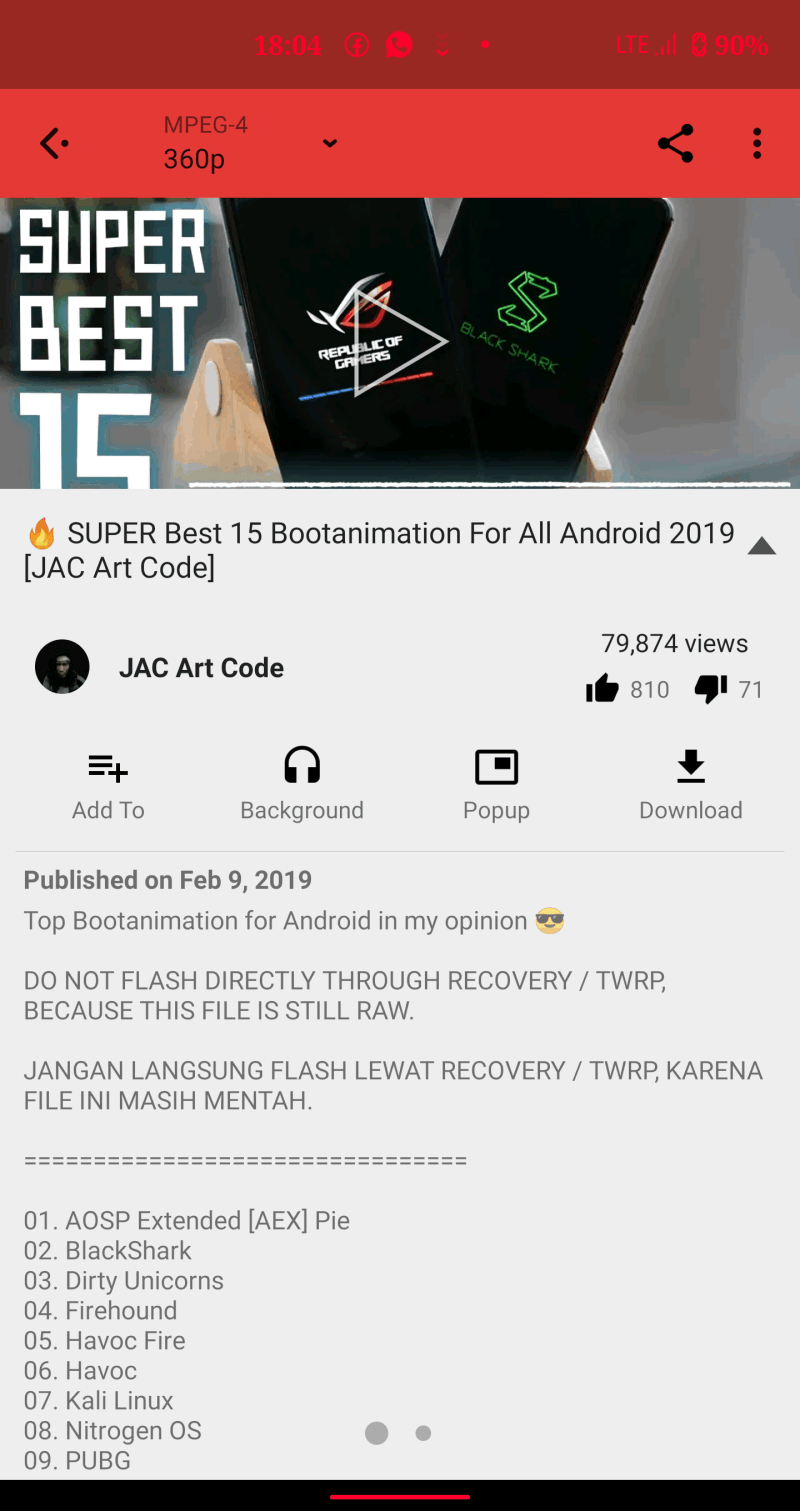 18:04
LTE
90%
MPEG-4
360p
SUPER
BEST
15
REPUBLIC OF
GAMERS
BLACK SHARK
🔥 SUPER Best 15 Bootanimation For All Android 2019
[JAC Art Code]
JAC Art Code
79,874 views
810
71
Add To
Background
Popup
Download
Published on Feb 9, 2019
Top Bootanimation for Android in my opinion 😎
DO NOT FLASH DIRECTLY THROUGH RECOVERY / TWRP,
BECAUSE THIS FILE IS STILL RAW.
JANGAN LANGSUNG FLASH LEWAT RECOVERY / TWRP, KARENA
FILE INI MASIH MENTAH.
================================
01. AOSP Extended [AEX] Pie
02. BlackShark
03. Dirty Unicorns
04. Firehound
05. Havoc Fire
06. Havoc
07. Kali Linux
08. Nitrogen OS
09. PUBG